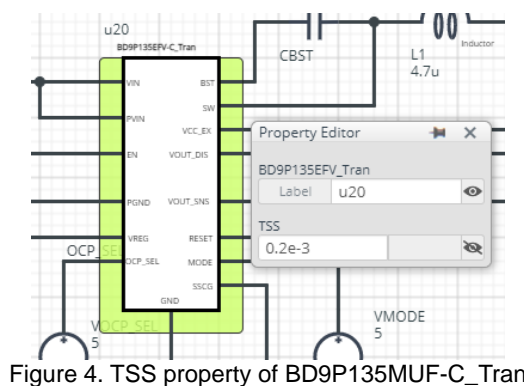 u20
BD9P135EFV-C_Tran
CBST
L1
4.7u
Inductor
VIN
BST
SW
PVIN
VCC_EX
EN
VOUT_DIS
PGND
VOUT_SNS
VREG
RESET
OCP_SEL
OCP_SEL
MODE
SSCG
GND
VOCP_SEL
5
VMODE
5
Property Editor
BD9P135EFV_Tran
Label u20
TSS
0.2e-3
Figure 4. TSS property of BD9P135MUF-C_Tran